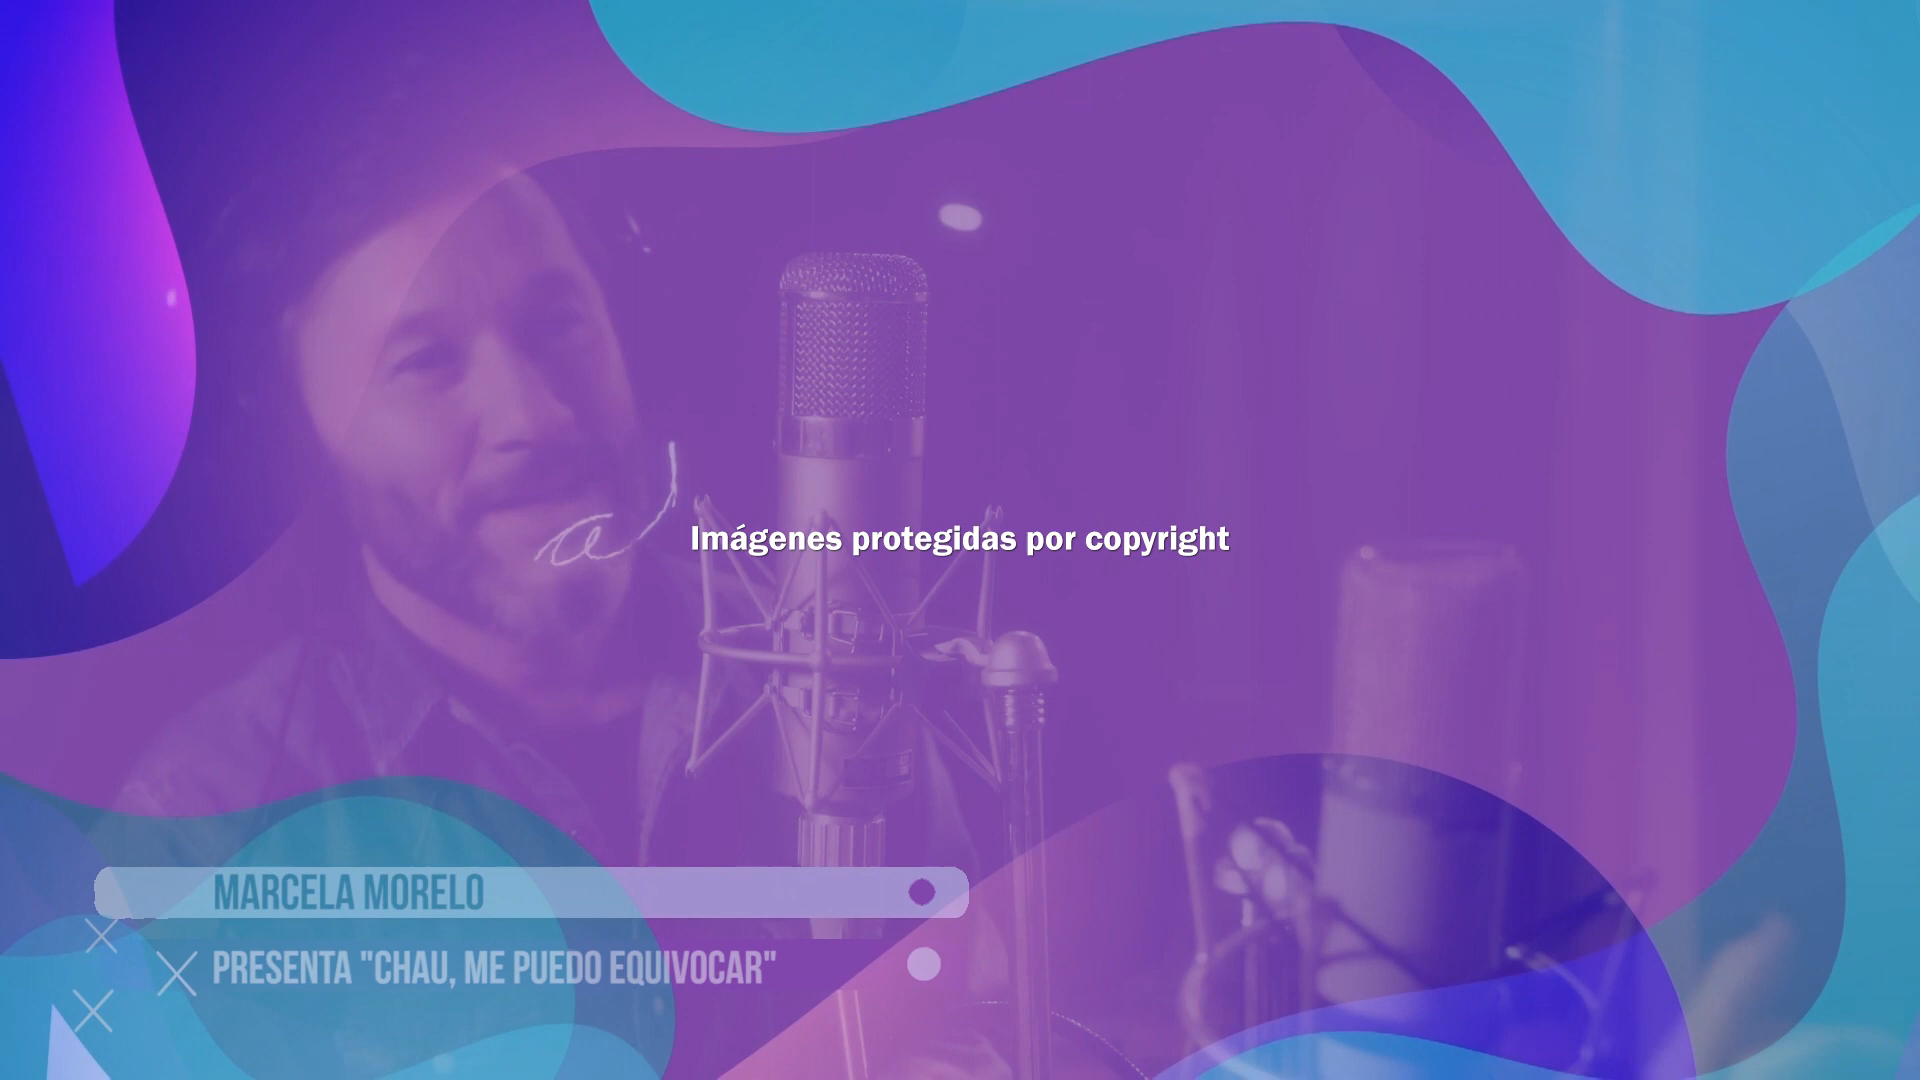 a
Imágenes protegidas por copyright
MARCELA MORELO
PRESENTA "CHAU, ME PUEDO EQUIVOCAR"